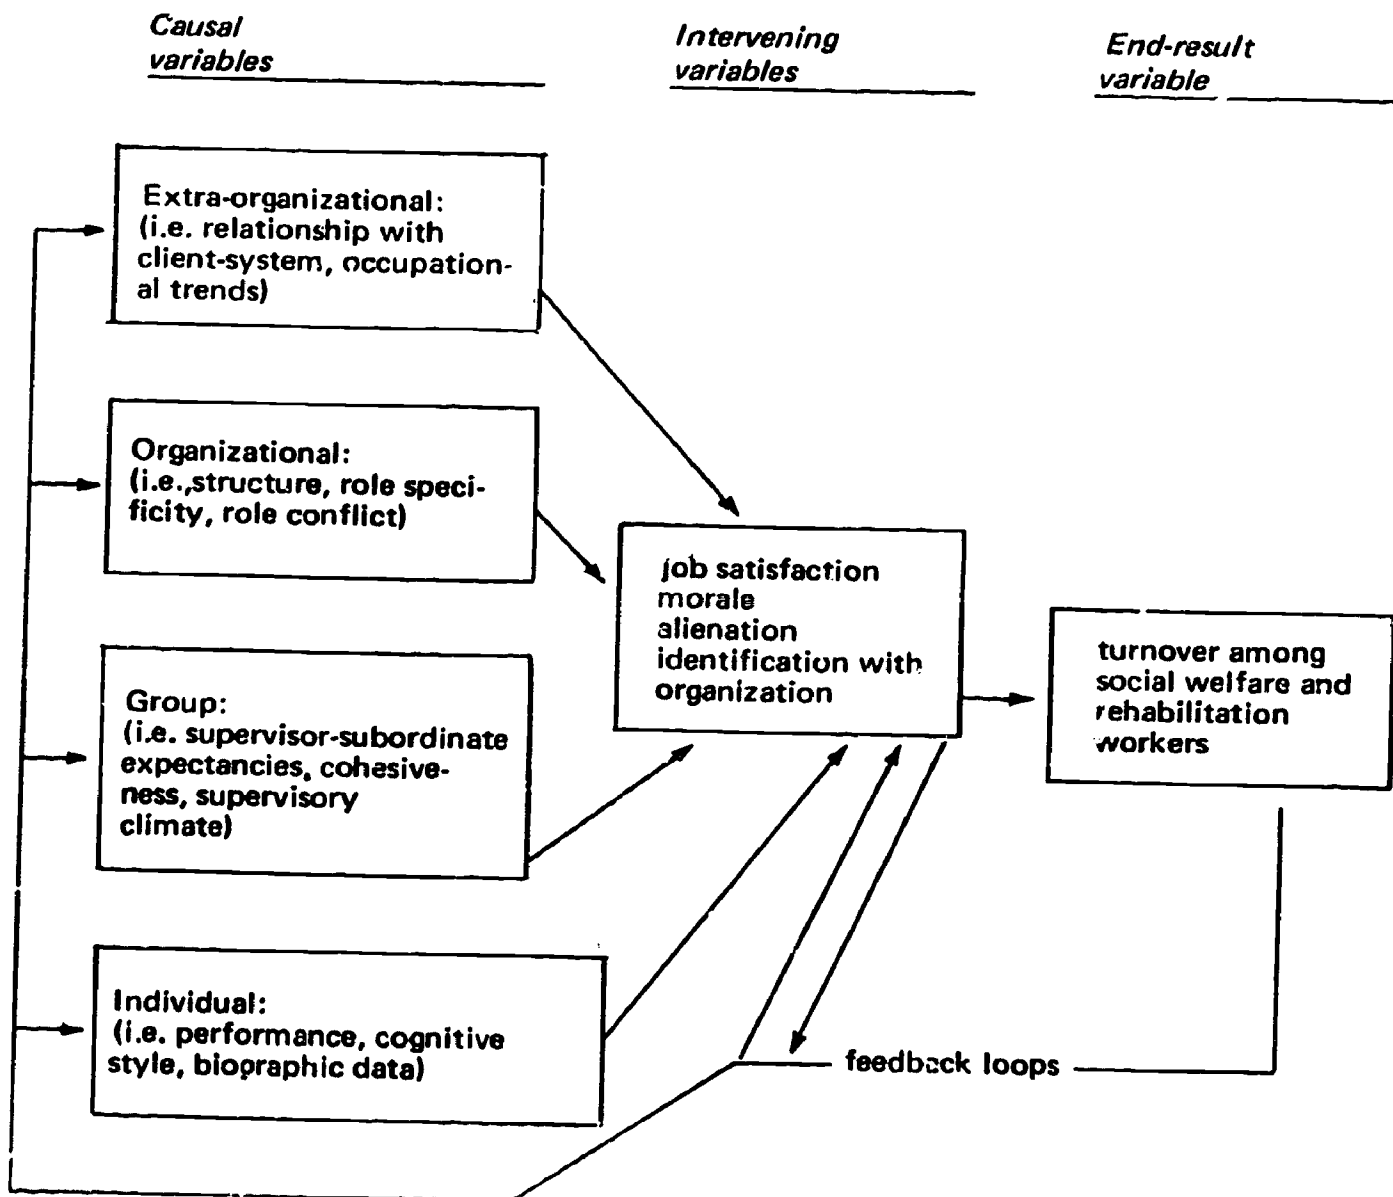 Causal
variables
Intervening
variables
End-result
variable
Extra-organizational:
(i.e. relationship with
client-system, occupation-
al trends)
Organizational:
(i.e.,structure, role speci-
ficity, role conflict)
Group:
(i.e. supervisor-subordinate
expectancies, cohesive-
ness, supervisory
climate)
Individual:
(i.e. performance, cognitive
style, biopraphic data)
job satisfaction
morale
alienation
identification with
organization
turnover among
social welfare and
rehabilitation
workers
feedback loops